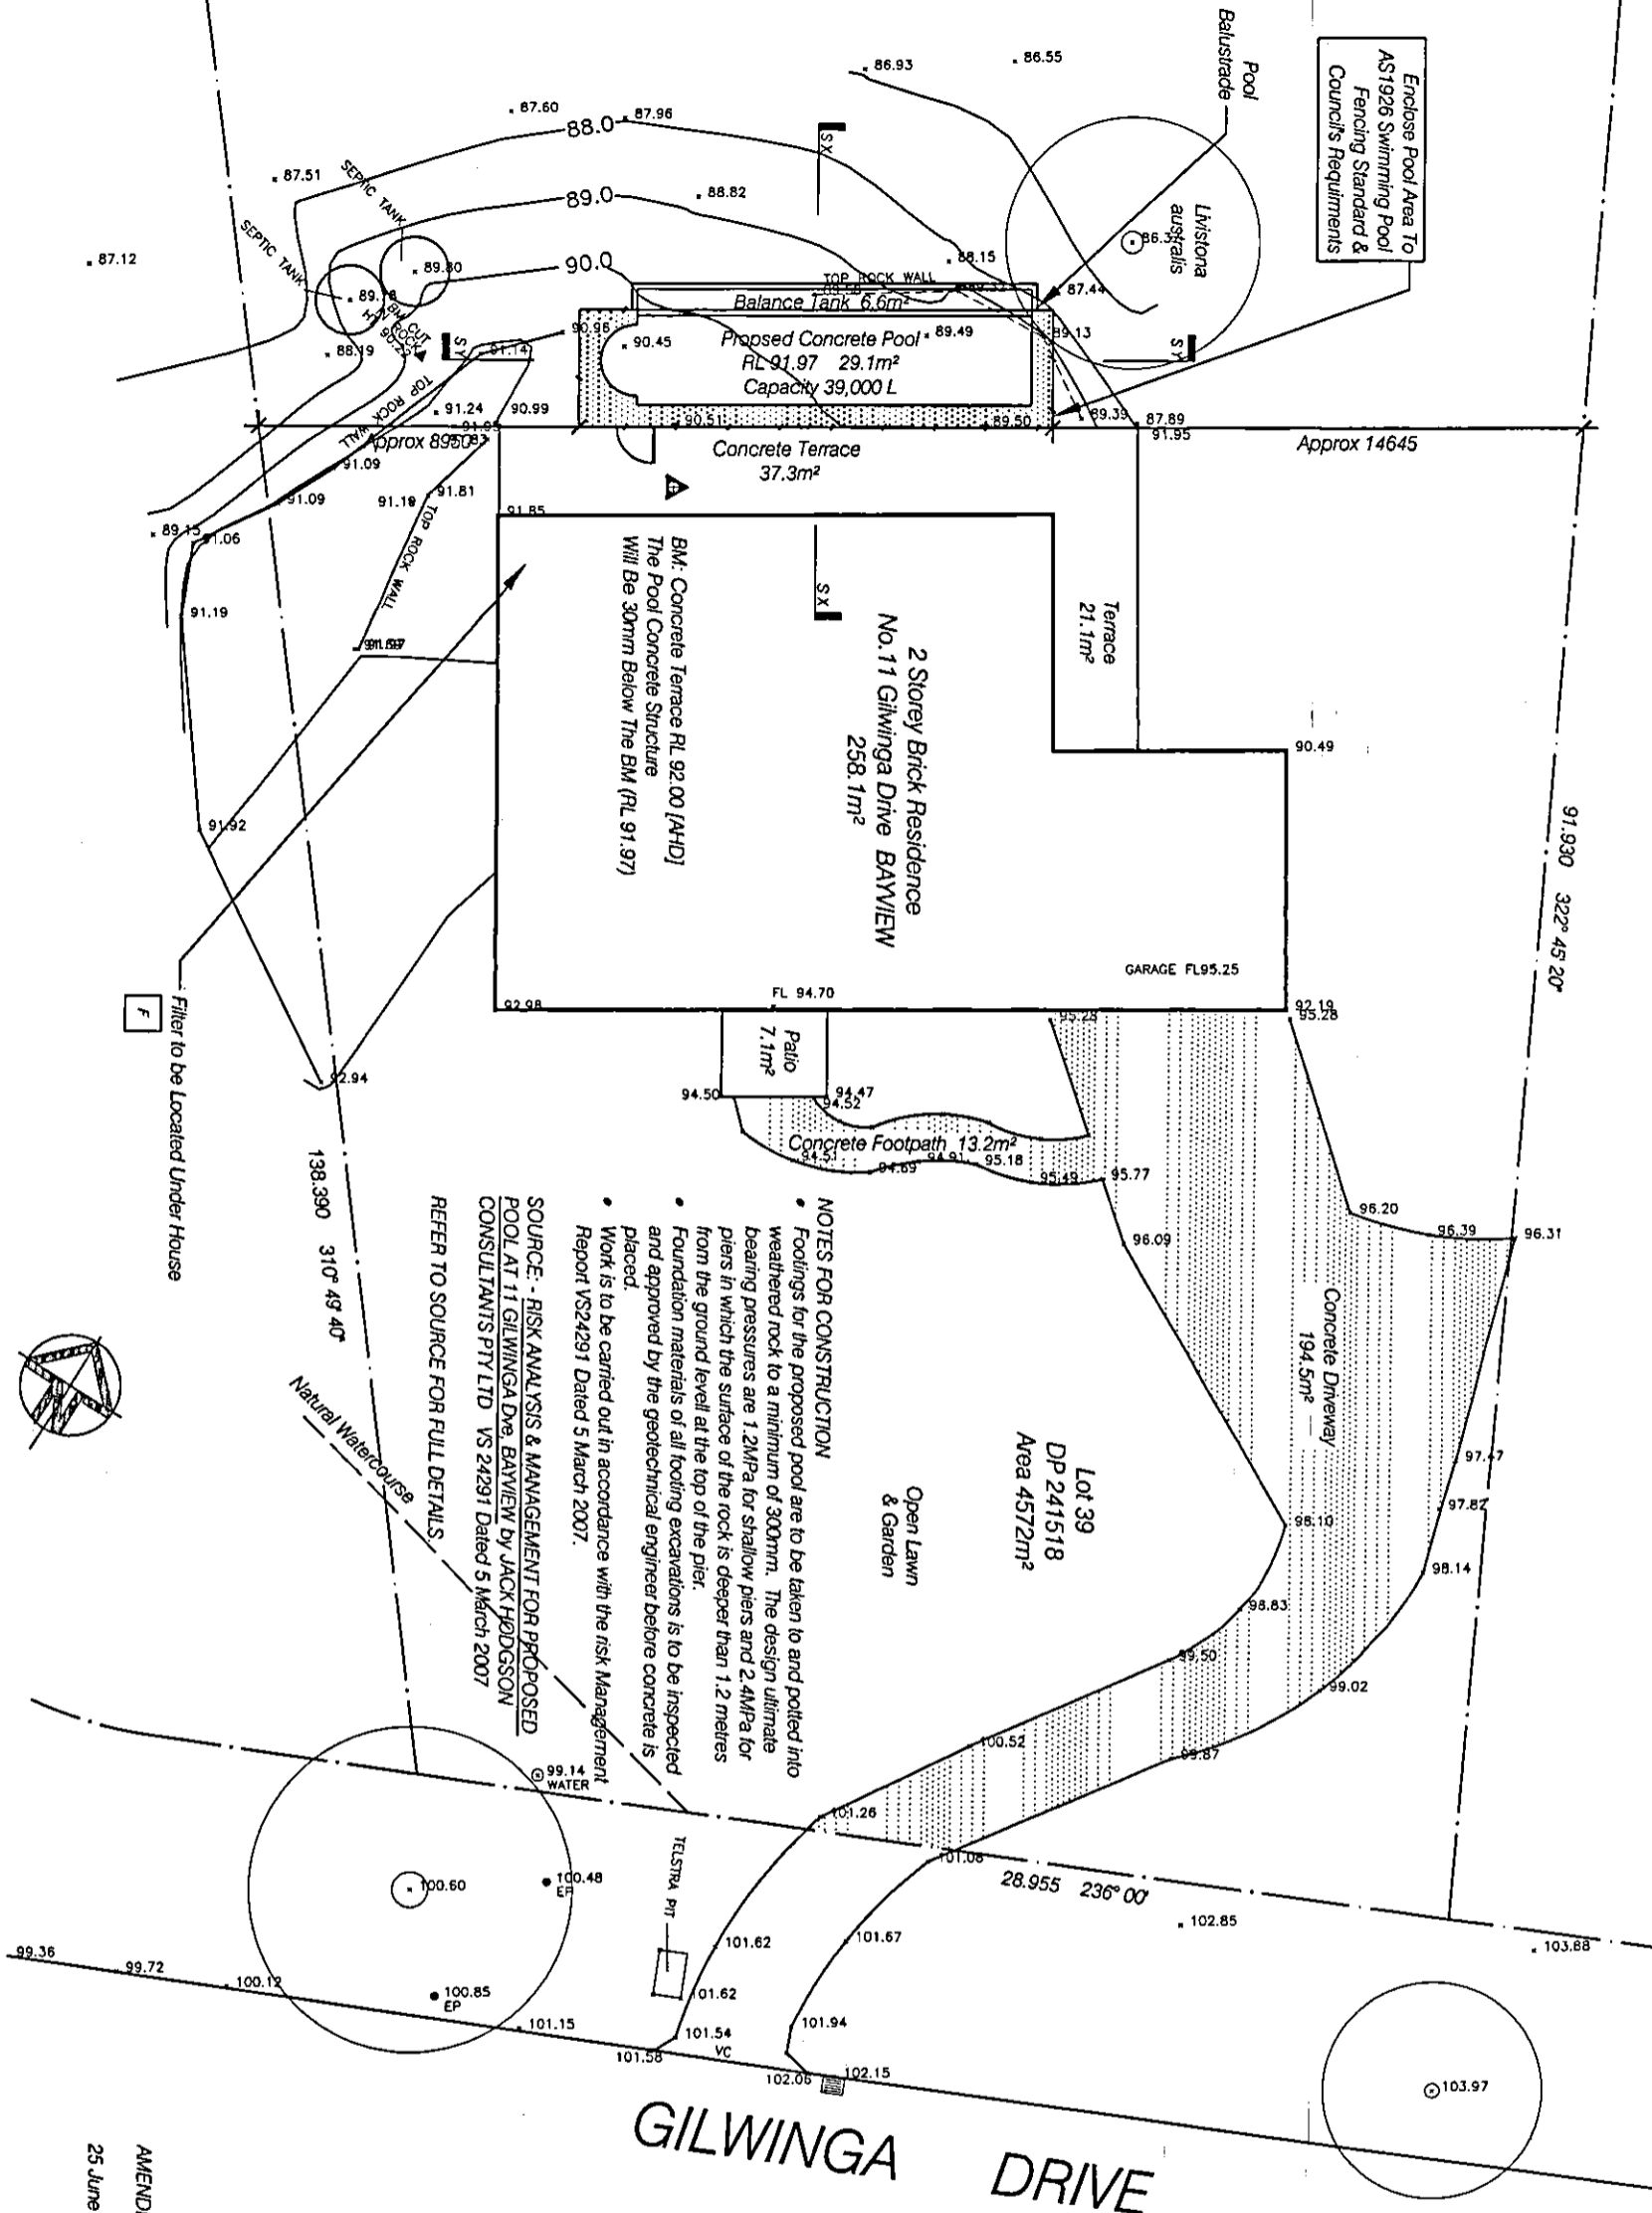 Enclose Pool Area To
AS1926 Swimming Pool
Fencing Standard &
Council's Requirments
Pool
Balustrade
86.93
86.55
87.60
87.96
88.0
87.51
SEPTIC TANK
88.82
89.0
Livistona
australis
SEPTIC TANK
87.12
90.0
89.80
88.15
TOP ROCK WALL
87.44
Balance Tank 6.6m²
BM CUT
88.19
91.14
90.96
90.45
Propsed Concrete Pool
89.49
RL 91.97 29.1m²
Capacity 39,000 L
89.13
SX
SY
SY
91.24
90.99
90.51
89.50
89.39
87.89
91.95
TOP ROCK WALL
Approx 8950
Concrete Terrace
37.3m²
Approx 14645
91.09
91.09
91.81
TOP ROCK WALL
91.85
91.06
91.19
SX
BM: Concrete Terrace RL 92.00 [AHD]
The Pool Concrete Structure
Will Be 30mm Below The BM (RL 91.97)
Terrace
21.1m²
2 Storey Brick Residence
No.11 Gilwinga Drive BAYVIEW
258.1m²
90.49
91.930 322° 45' 20"
91.92
GARAGE FL95.25
FL 94.70
92.98
92.19
95.28
95.28
Filter to be Located Under House
F
92.94
Patio
7.1m²
94.50
94.47
94.52
Concrete Footpath 13.2m²
94.51
94.69
94.91
95.18
95.49
95.77
96.09
96.20
96.39
96.31
138.390 310° 49' 40"
Concrete Driveway
194.5m²
NOTES FOR CONSTRUCTION
• Footings for the proposed pool are to be taken to and potted into
weathered rock to a minimum of 300mm. The design ultimate
bearing pressures are 1.2MPa for shallow piers and 2.4MPa for
piers in which the surface of the rock is deeper than 1.2 metres
from the ground levell at the top of the pier.
• Foundation materials of all footing excavations is to be inspected
and approved by the geotechnical engineer before concrete is
placed.
• Work is to be carried out in accordance with the risk Management
Report VS24291 Dated 5 March 2007.
SOURCE: - RISK ANALYSIS & MANAGEMENT FOR PROPOSED
POOL AT 11 GILWINGA Dve, BAYVIEW by JACK HODGSON
CONSULTANTS PTY LTD VS 24291 Dated 5 March 2007
REFER TO SOURCE FOR FULL DETAILS.
Natural Watercourse
Lot 39
DP 241518
Area 4572m²
Open Lawn
& Garden
97.47
97.82
98.10
98.14
98.83
99.50
99.02
99.87
100.52
101.26
101.08
99.14
WATER
28.955 236° 00'
100.60
100.48
EP
TELSTRA PIT
102.85
103.88
101.62
101.67
99.36
99.72
100.12
100.85
EP
101.62
101.15
101.54
101.58
VC
101.94
102.06
102.15
103.97
GILWINGA DRIVE
25 June